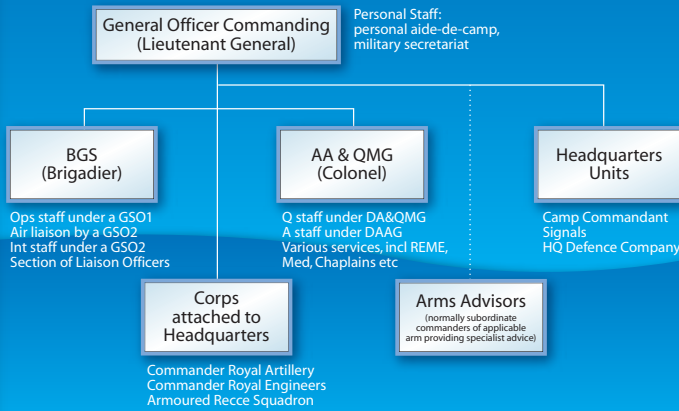 General Officer Commanding
(Lieutenant General)
Personal Staff:
personal aide-de-camp,
military secretariat
BGS
(Brigadier)
Ops staff under a GSO1
Air liaison by a GSO2
Int staff under a GSO2
Section of Liaison Officers
AA & QMG
(Colonel)
Q staff under DA&QMG
A staff under DAAG
Various services, incl REME,
Med, Chaplains etc
Headquarters
Units
Camp Commandant
Signals
HQ Defence Company
Corps
attached to
Headquarters
Commander Royal Artillery
Commander Royal Engineers
Armoured Recce Squadron
Arms Advisors
(normally subordinate
commanders of applicable
arm providing specialist advice)